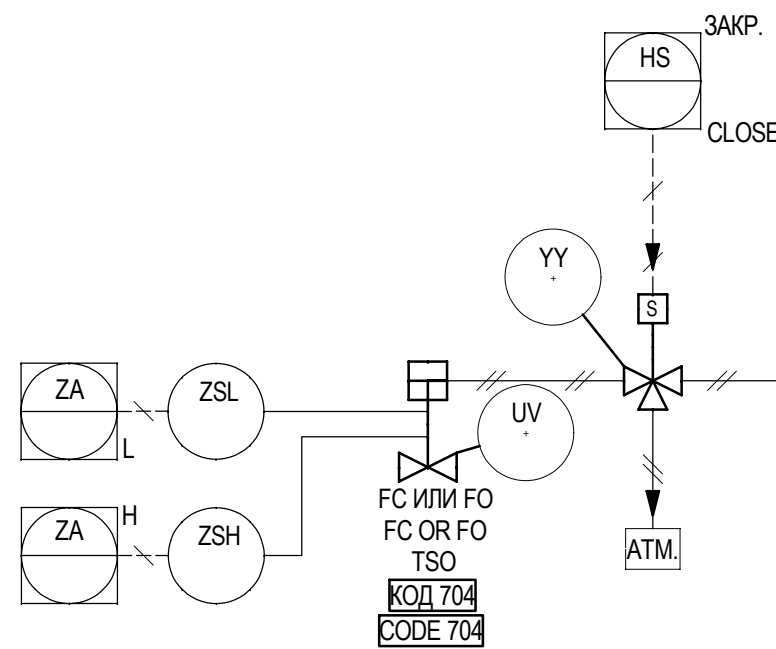 ЗАКР.
HS
CLOSE
YY
S
ZA
L
ZSL
UV
ZA
H
ZSH
FC ИЛИ FO
FC OR FO
TSO
КОД 704
CODE 704
ATM.